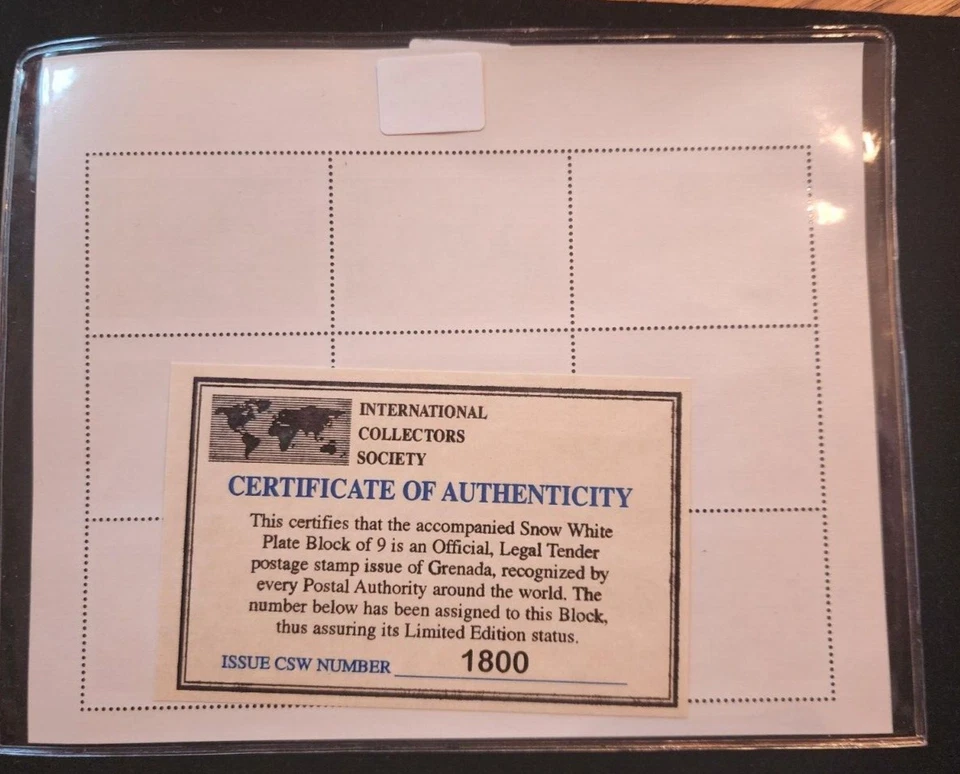 INTERNATIONAL
COLLECTORS
SOCIETY
CERTIFICATE OF AUTHENTICITY
This certifies that the accompanied Snow White
Plate Block of 9 is an Official, Legal Tender
postage stamp issue of Grenada, recognized by
every Postal Authority around the world. The
number below has been assigned to this Block,
thus assuring its Limited Edition status.
ISSUE CSW NUMBER 1800